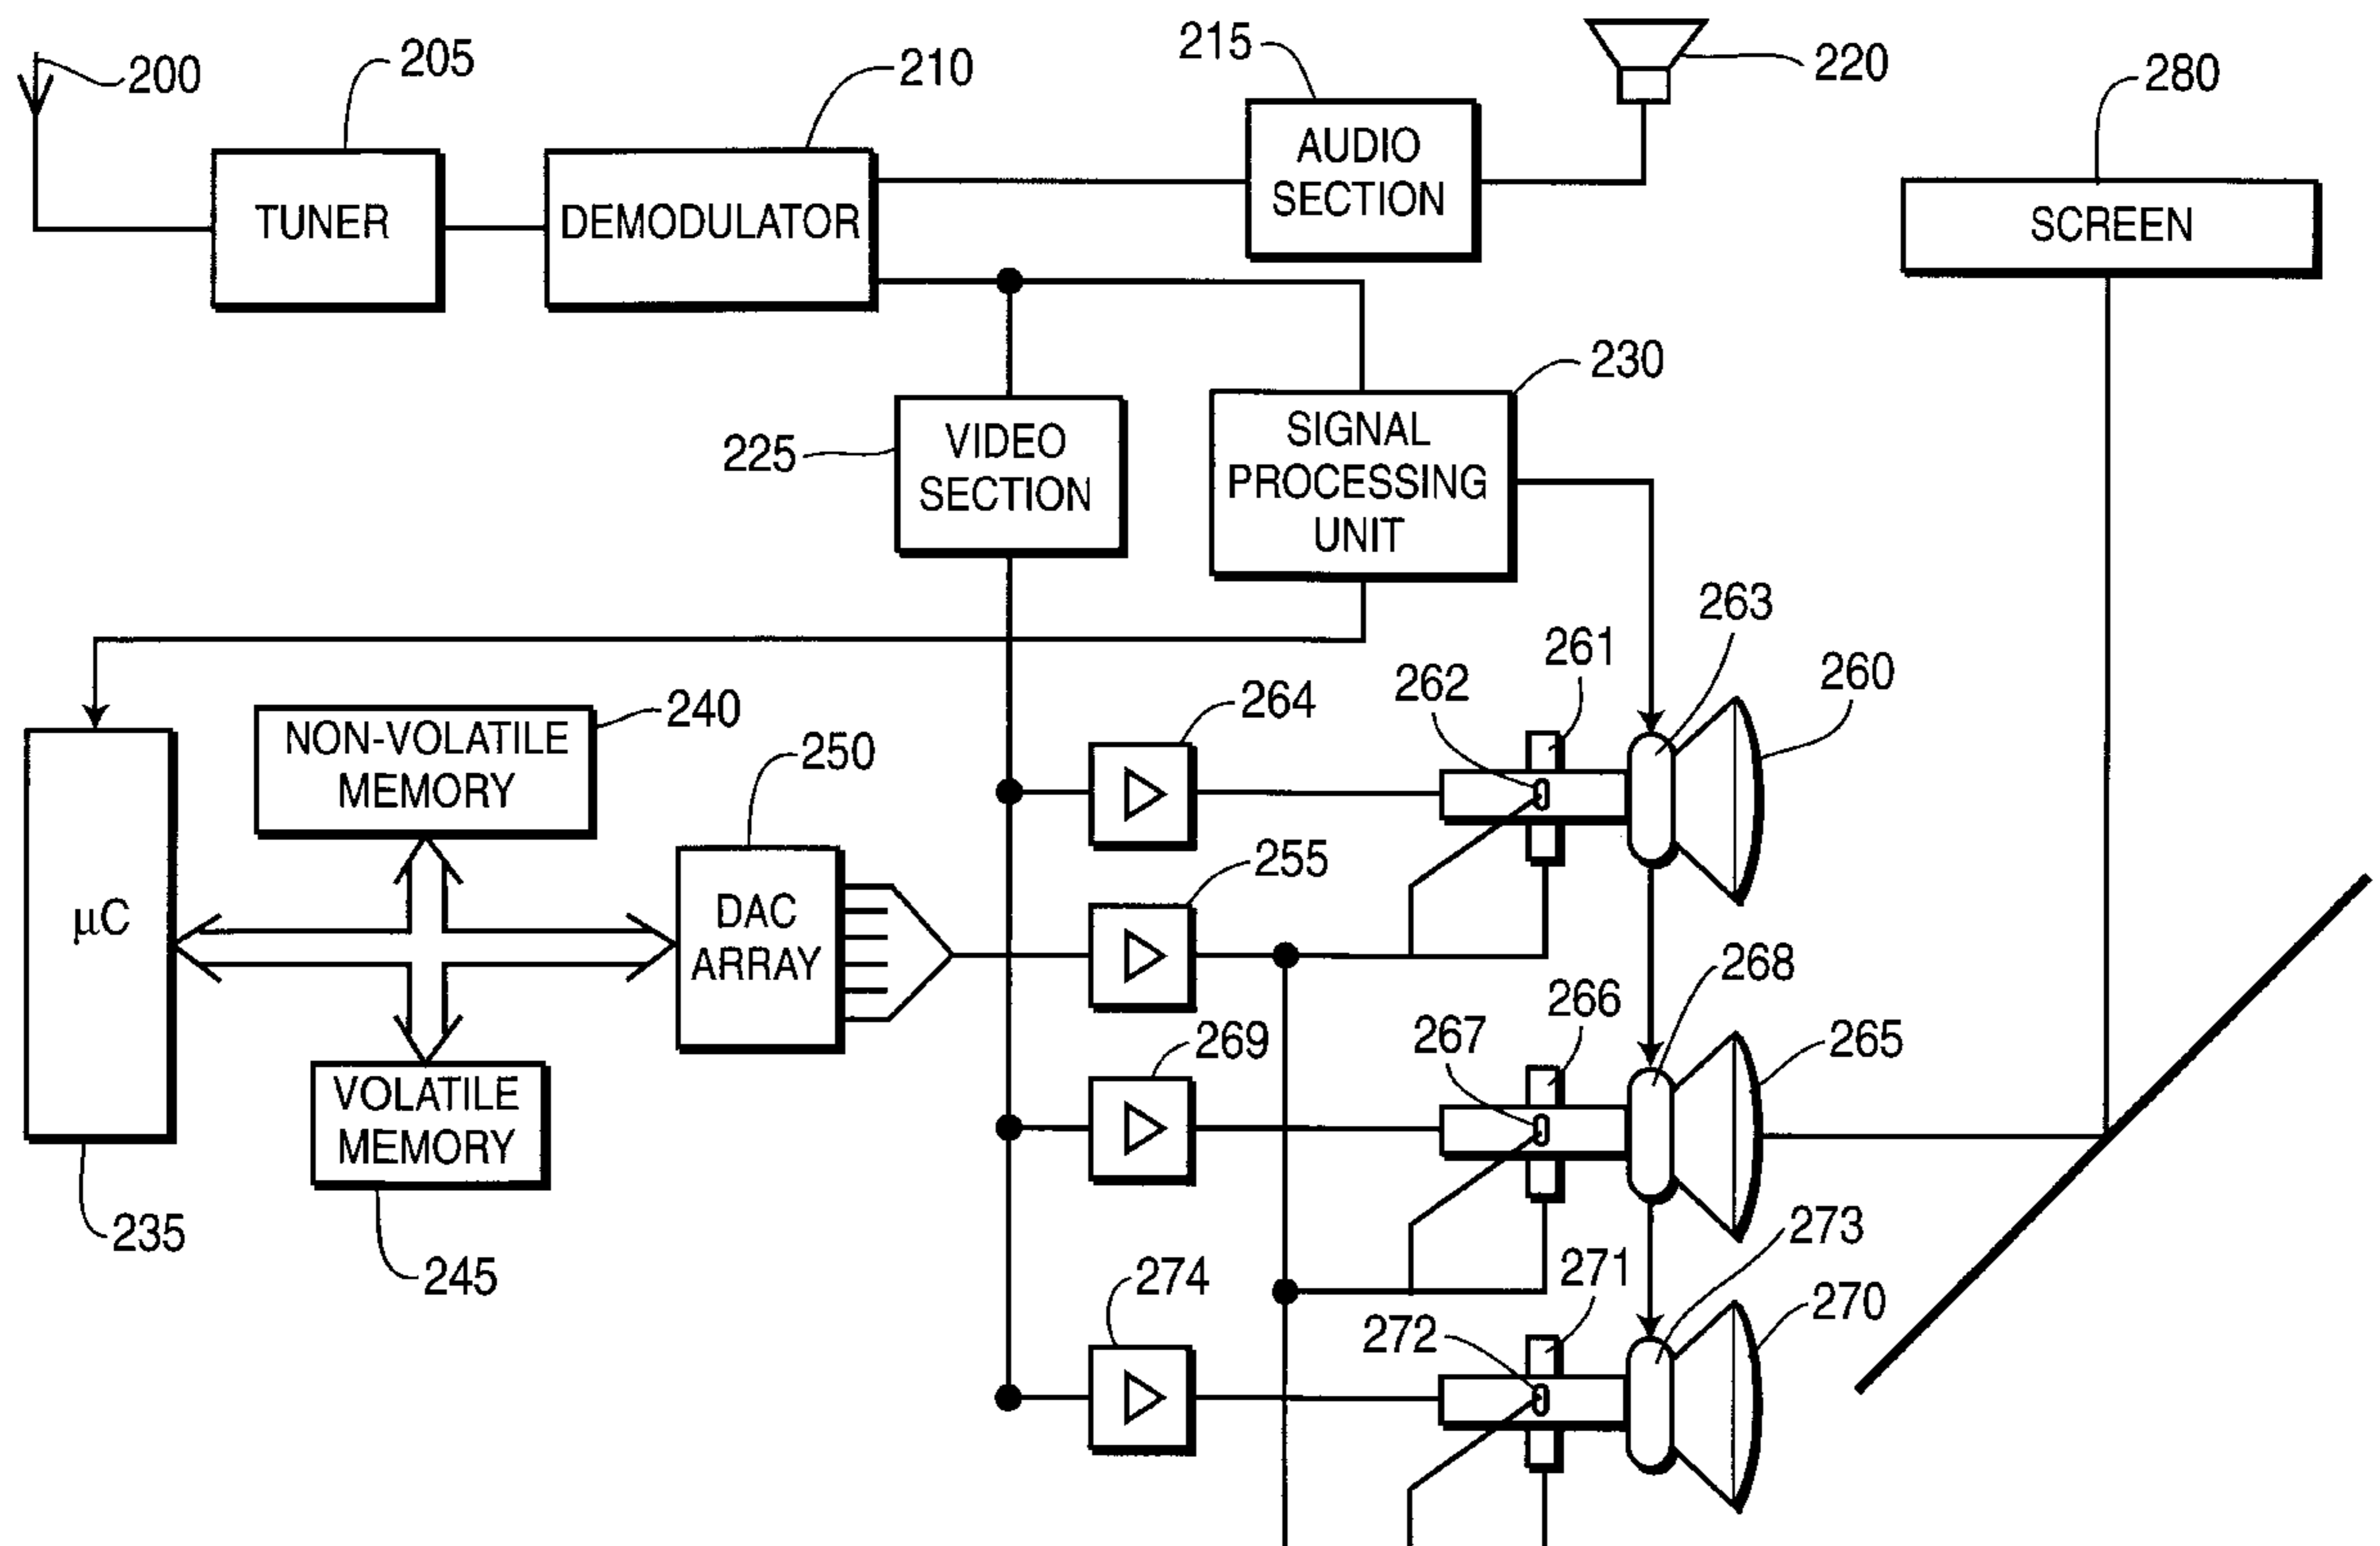 200
205
210
215
220
280
TUNER
DEMODULATOR
AUDIO
SECTION
SCREEN
230
225
VIDEO
SECTION
SIGNAL
PROCESSING
UNIT
263
261
262
260
264
240
NON-VOLATILE
MEMORY
250
255
μC
DAC
ARRAY
268
266
267
265
269
VOLATILE
MEMORY
235
245
273
271
274
272
270